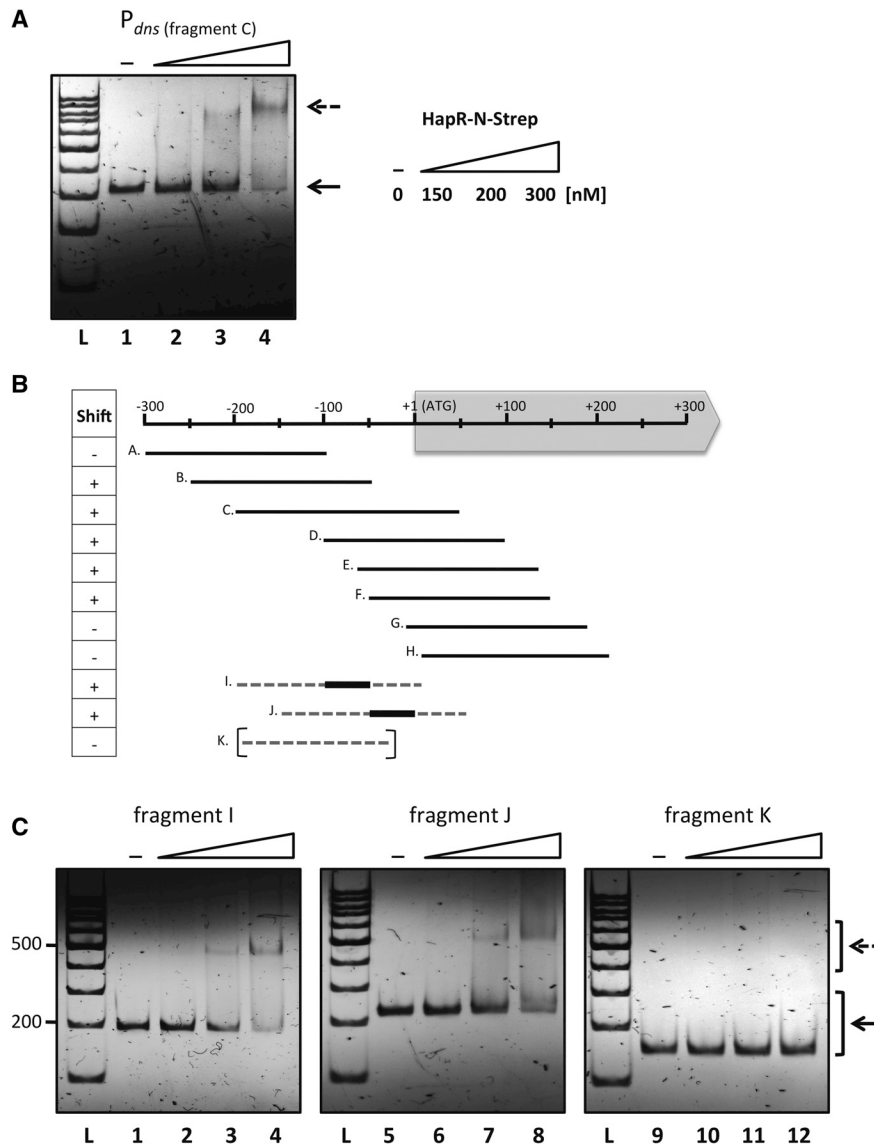 A
P dns (fragment C)
–
HapR-N-Strep
–
0 150 200 300 [nM]
L 1 2 3 4
B
Shift
-300 -200 -100 +1 (ATG) +100 +200 +300
- A.
+ B.
+ C.
+ D.
+ E.
+ F.
- G.
- H.
+ I.
+ J.
- K.
C
fragment I fragment J fragment K
– – –
500
200
L 1 2 3 4 L 5 6 7 8 L 9 10 11 12